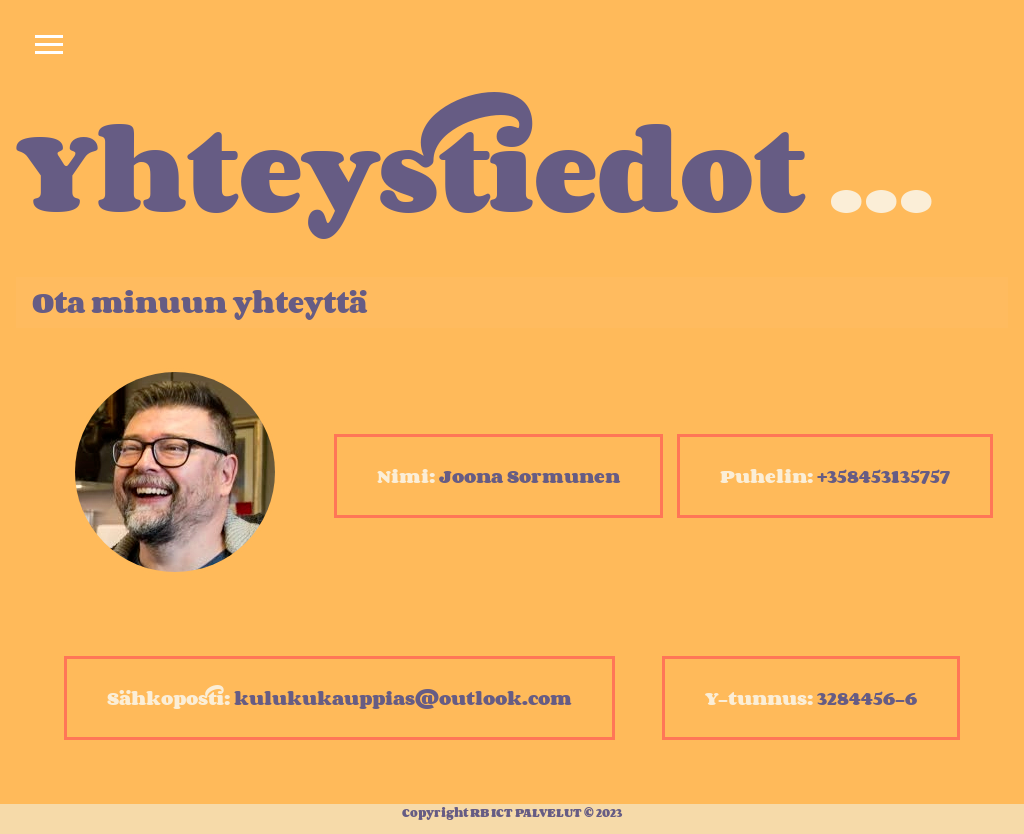 Yhteystiedot ...
Ota minuun yhteyttä
Nimi: Joona Sormunen
Puhelin: +358453135757
Sähkoposti: kulukukauppias@outlook.com
Y-tunnus: 3284456-6
Copyright RB ICT PALVELUT © 2023